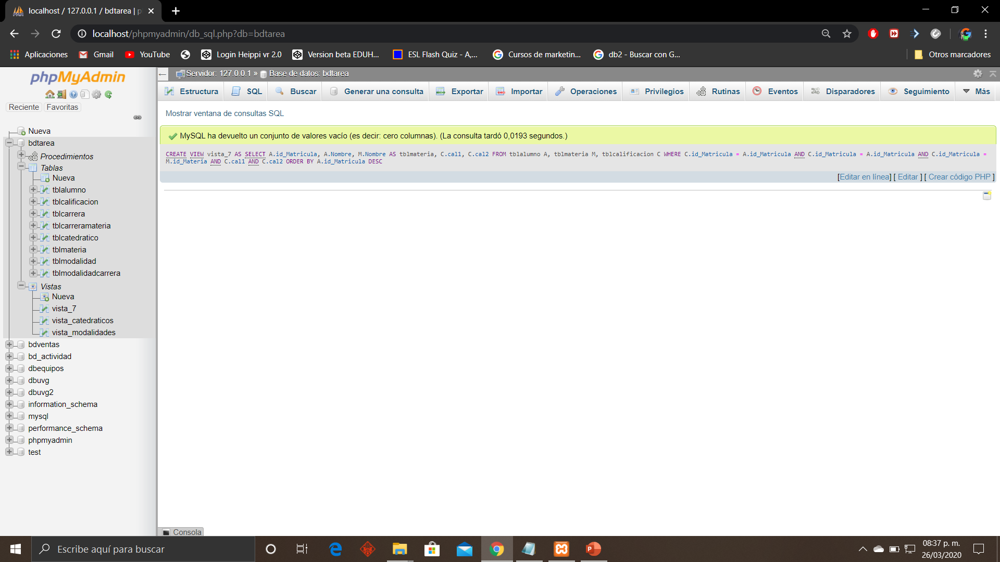 localhost / 127.0.0.1 / bdtarea | p
localhost/phpmyadmin/db_sql.php?db=bdtarea
Aplicaciones Gmail YouTube Login Heippi vr 2.0 Version beta EDUH... ESL Flash Quiz - A,... Cursos de marketin... db2 - Buscar con G... Otros marcadores
phpMyAdmin
Reciente Favoritas
Nueva
bdtarea
Procedimientos
Tablas
Nueva
tblalumno
tblcalificacion
tblcarrera
tblcarreramateria
tblcatedratico
tblmateria
tblmodalidad
tblmodalidadcarrera
Vistas
Nueva
vista_7
vista_catedraticos
vista_modalidades
bdventas
bd_actividad
dbequipos
dbuvg
dbuvg2
information_schema
mysql
performance_schema
phpmyadmin
test
Servidor: 127.0.0.1 » Base de datos: bdtarea
Estructura SQL Buscar Generar una consulta Exportar Importar Operaciones Privilegios Rutinas Eventos Disparadores Seguimiento Más
Mostrar ventana de consultas SQL
MySQL ha devuelto un conjunto de valores vacío (es decir: cero columnas). (La consulta tardó 0,0193 segundos.)
CREATE VIEW vista_7 AS SELECT A.id_Matricula, A.Nombre, M.Nombre AS tblmateria, C.cal1, C.cal2 FROM tblalumno A, tblmateria M, tblcalificacion C WHERE C.id_Matricula = A.id_Matricula AND C.id_Matricula = A.id_Matricula AND C.id_Matricula =
M.id_Materia AND C.cal1 AND C.cal2 ORDER BY A.id_Matricula DESC
[Editar en línea] [ Editar ] [ Crear código PHP ]
Consola
Escribe aquí para buscar
08:37 p. m.
26/03/2020